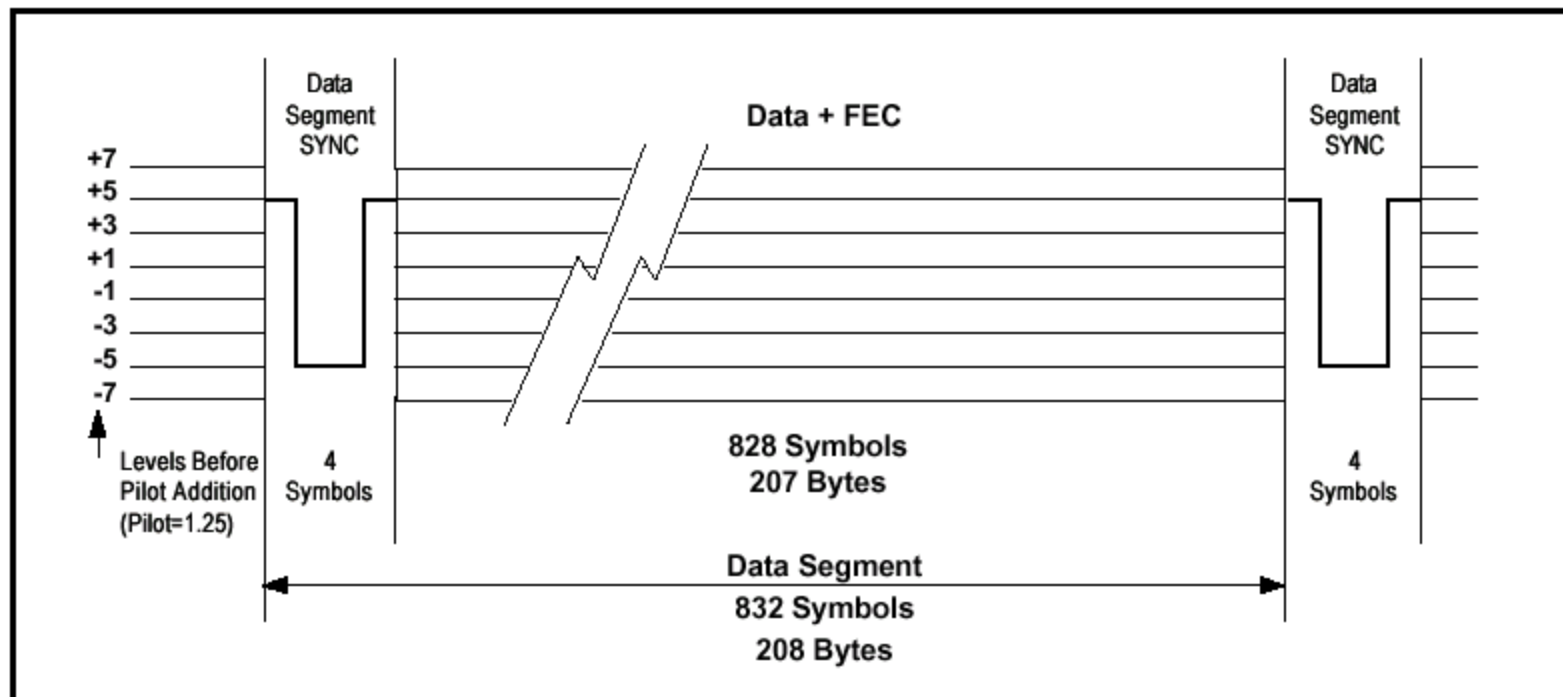 Data
Segment
SYNC
Data + FEC
Data
Segment
SYNC
+7
+5
+3
+1
-1
-3
-5
-7
Levels Before
Pilot Addition
(Pilot=1.25)
4
Symbols
828 Symbols
207 Bytes
4
Symbols
Data Segment
832 Symbols
208 Bytes